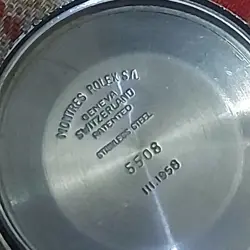 MONTRES ROLEX S.A.
GENEVA
SWITZERLAND
PATENTED
STAINLESS STEEL
5508
III.1958